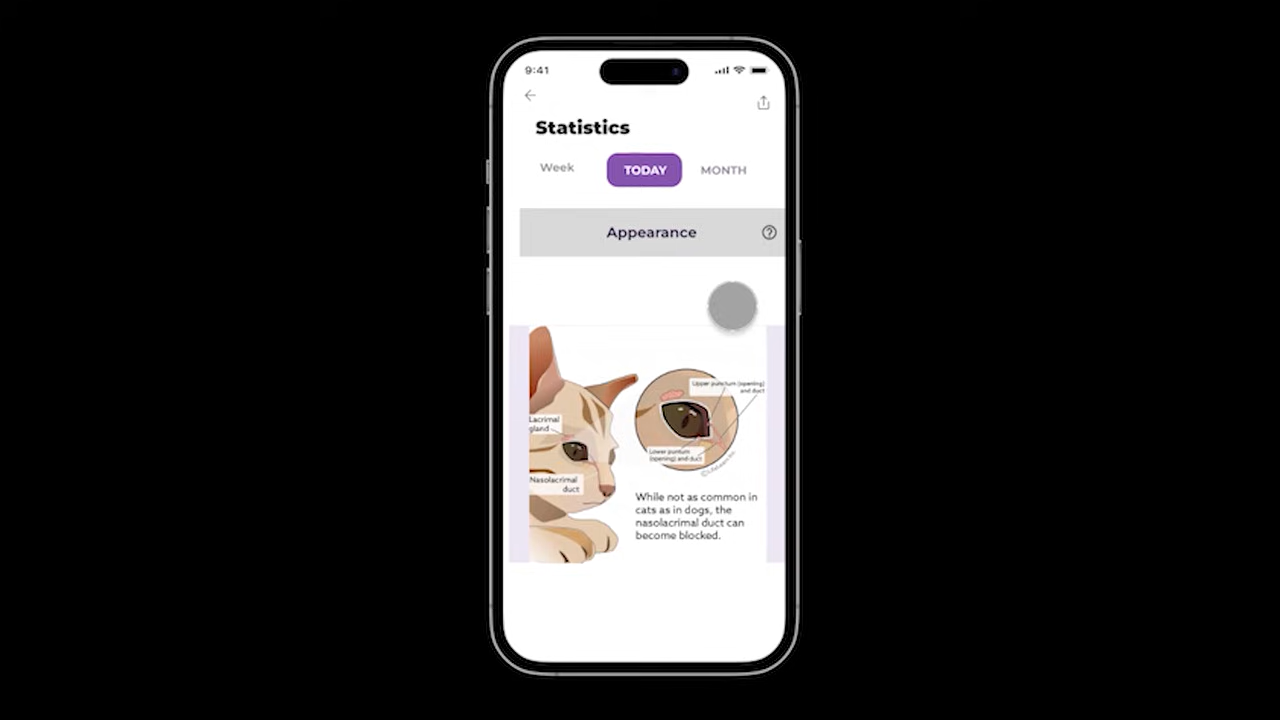 9:41
Statistics
Week
TODAY
MONTH
Appearance
Upper punctum (opening)
and duct
Lacrimal
gland
Lower puntum
(opening) and duct
Nasolacrimal
duct
While not as common in
cats as in dogs, the
nasolacrimal duct can
become blocked.